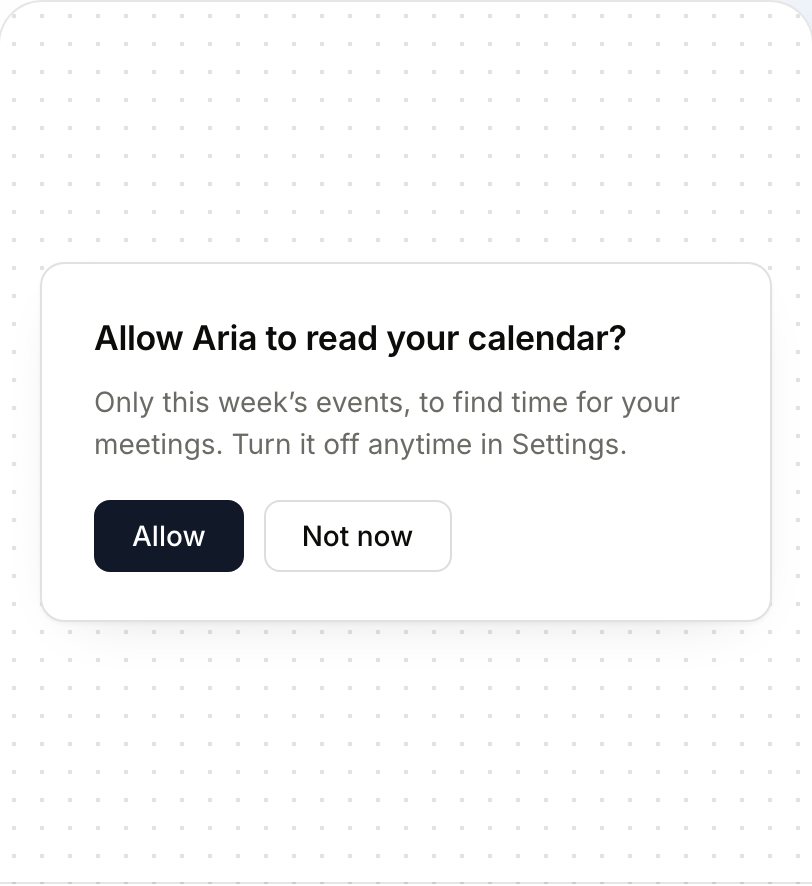 Allow Aria to read your calendar?
Only this week’s events, to find time for your
meetings. Turn it off anytime in Settings.
Allow
Not now